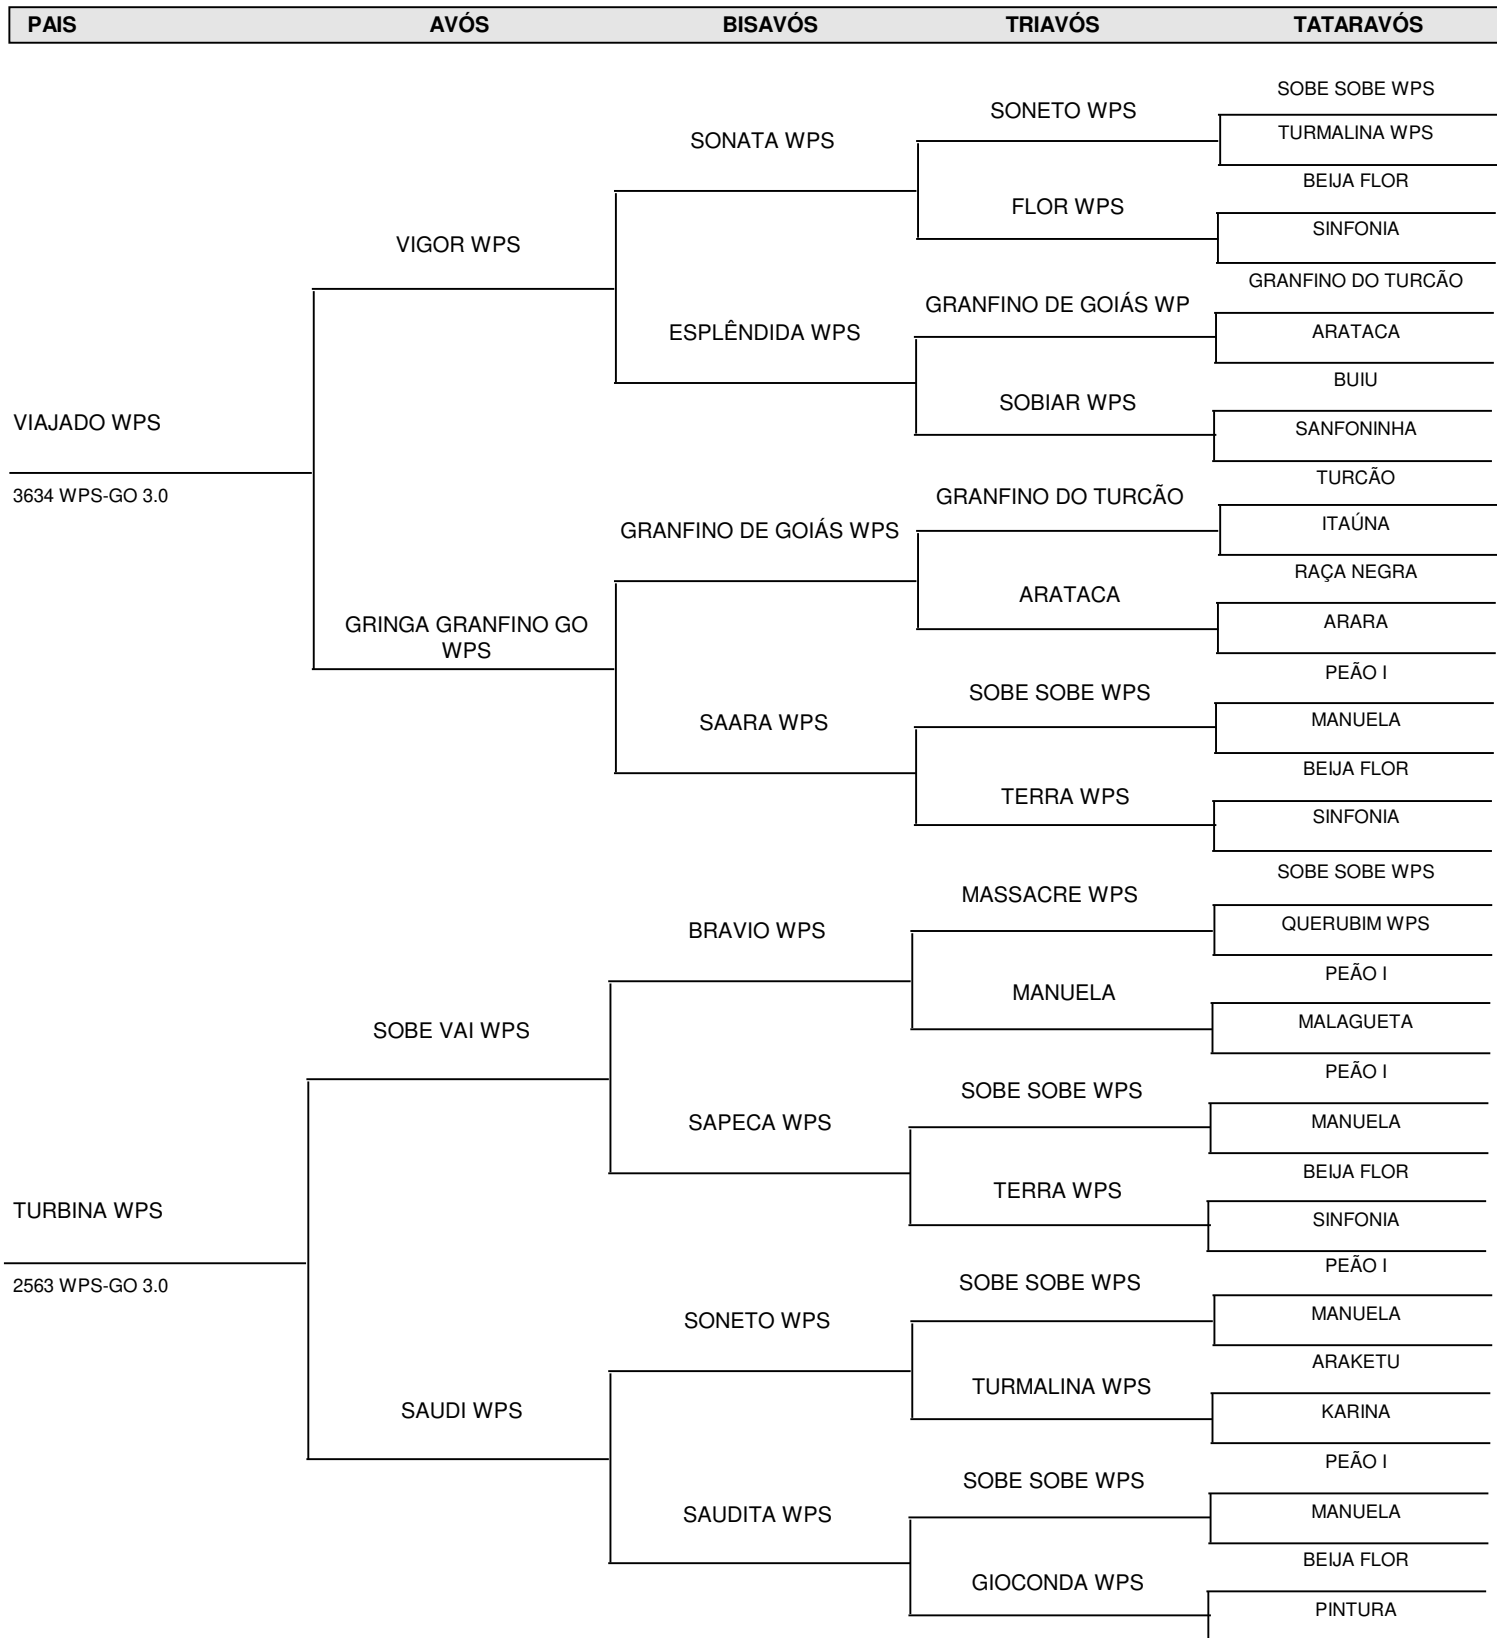 PAIS AVÓS BISAVÓS TRIAVÓS TATARAVÓS
SOBE SOBE WPS
SONETO WPS
TURMALINA WPS
SONATA WPS
BEIJA FLOR
FLOR WPS
SINFONIA
VIGOR WPS
GRANFINO DO TURCÃO
GRANFINO DE GOIÁS WP
ARATACA
ESPLÊNDIDA WPS
BUIU
SOBIAR WPS
SANFONINHA
VIAJADO WPS
3634 WPS-GO 3.0
TURCÃO
GRANFINO DO TURCÃO
ITAÚNA
GRANFINO DE GOIÁS WPS
RAÇA NEGRA
ARATACA
ARARA
GRINGA GRANFINO GO
WPS
PEÃO I
SOBE SOBE WPS
MANUELA
SAARA WPS
BEIJA FLOR
TERRA WPS
SINFONIA
SOBE SOBE WPS
MASSACRE WPS
QUERUBIM WPS
BRAVIO WPS
PEÃO I
MANUELA
MALAGUETA
SOBE VAI WPS
PEÃO I
SOBE SOBE WPS
MANUELA
SAPECA WPS
BEIJA FLOR
TERRA WPS
SINFONIA
TURBINA WPS
2563 WPS-GO 3.0
PEÃO I
SOBE SOBE WPS
MANUELA
SONETO WPS
ARAKETU
TURMALINA WPS
KARINA
SAUDI WPS
PEÃO I
SOBE SOBE WPS
MANUELA
SAUDITA WPS
BEIJA FLOR
GIOCONDA WPS
PINTURA